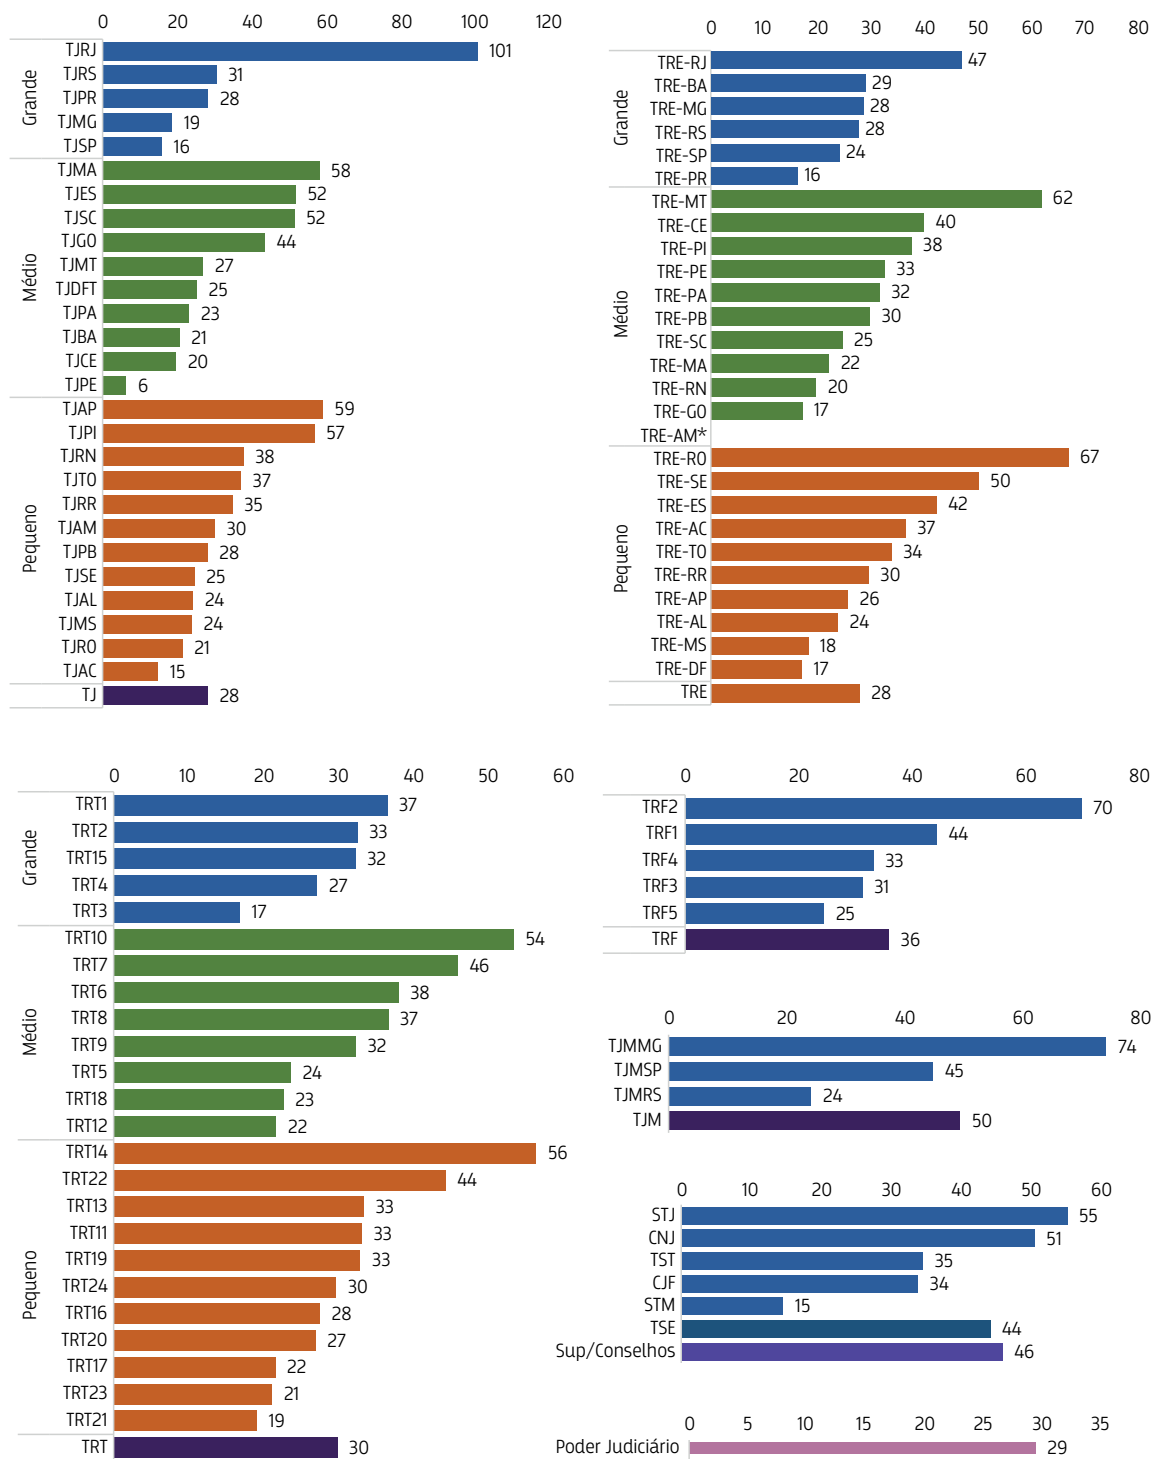 0 20 40 60 80 100 120
Grande
TJRJ 101
TJRS 31
TJPR 28
TJMG 19
TJSP 16
Médio
TJMA 58
TJES 52
TJSC 52
TJGO 44
TJMT 27
TJDFT 25
TJPA 23
TJBA 21
TJCE 20
TJPE 6
Pequeno
TJAP 59
TJPI 57
TJRN 38
TJTO 37
TJRR 35
TJAM 30
TJPB 28
TJSE 25
TJAL 24
TJMS 24
TJRO 21
TJAC 15
TJ 28
0 10 20 30 40 50 60 70 80
Grande
TRE-RJ 47
TRE-BA 29
TRE-MG 28
TRE-RS 28
TRE-SP 24
TRE-PR 16
Médio
TRE-MT 62
TRE-CE 40
TRE-PI 38
TRE-PE 33
TRE-PA 32
TRE-PB 30
TRE-SC 25
TRE-MA 22
TRE-RN 20
TRE-GO 17
TRE-AM*
Pequeno
TRE-RO 67
TRE-SE 50
TRE-ES 42
TRE-AC 37
TRE-TO 34
TRE-RR 30
TRE-AP 26
TRE-AL 24
TRE-MS 18
TRE-DF 17
TRE 28
0 10 20 30 40 50 60
Grande
TRT1 37
TRT2 33
TRT15 32
TRT4 27
TRT3 17
Médio
TRT10 54
TRT7 46
TRT6 38
TRT8 37
TRT9 32
TRT5 24
TRT18 23
TRT12 22
Pequeno
TRT14 56
TRT22 44
TRT13 33
TRT11 33
TRT19 33
TRT24 30
TRT16 28
TRT20 27
TRT17 22
TRT23 21
TRT21 19
TRT 30
0 20 40 60 80
TRF2 70
TRF1 44
TRF4 33
TRF3 31
TRF5 25
TRF 36
0 20 40 60 80
TJMMG 74
TJMSP 45
TJMRS 24
TJM 50
0 10 20 30 40 50 60
STJ 55
CNJ 51
TST 35
CJF 34
STM 15
TSE 44
Sup/Conselhos 46
0 5 10 15 20 25 30 35
Poder Judiciário 29